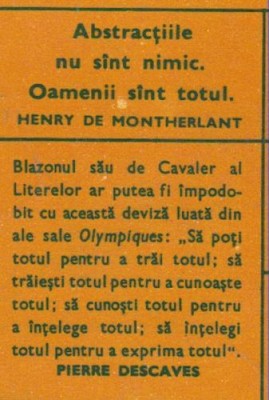 Abstracțiile
nu sînt nimic.
Oamenii sînt totul.
HENRY DE MONTHERLANT
Blazonul său de Cavaler al
Literelor ar putea fi împodo-
bit cu această deviză luată din
ale sale Olympiques: „Să poți
totul pentru a trăi totul; să
trăiești totul pentru a cunoaște
totul; să cunoști totul pentru
a înțelege totul; să înțelegi
totul pentru a exprima totul“.
PIERRE DESCAVES